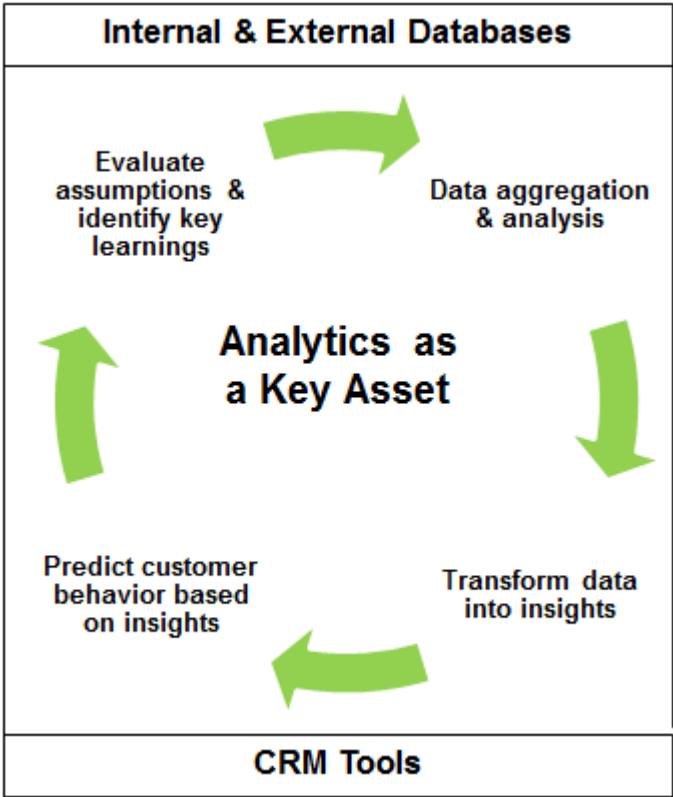 Internal & External Databases
Evaluate
assumptions &
identify key
learnings
Data aggregation
& analysis
Analytics as
a Key Asset
Predict customer
behavior based
on insights
Transform data
into insights
CRM Tools